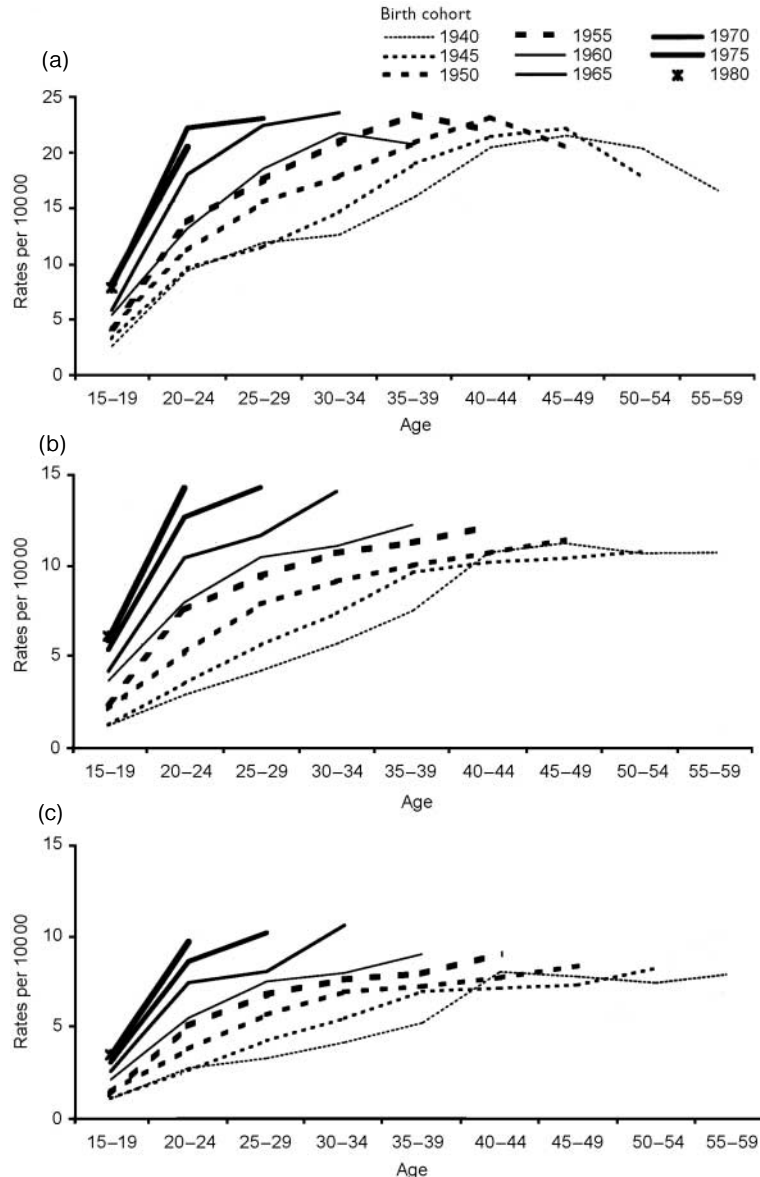 Birth cohort
1940 1955 1970
1945 1960 1975
1950 1965 1980
(a)
25
20
15
10
5
0
Rates per 10000
15–19 20–24 25–29 30–34 35–39 40–44 45–49 50–54 55–59
Age
(b)
15
10
5
0
Rates per 10000
15–19 20–24 25–29 30–34 35–39 40–44 45–49 50–54 55–59
Age
(c)
15
10
5
0
Rates per 10000
15–19 20–24 25–29 30–34 35–39 40–44 45–49 50–54 55–59
Age